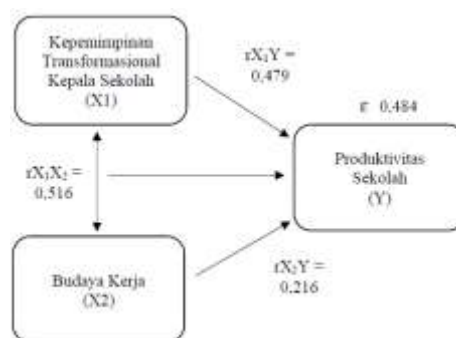 Kepemimpinan
Transformasional
Kepala Sekolah
(X1)
rX₁Y =
0,479
ε 0,484
rX₁X₂ =
0,516
Produktivitas
Sekolah
(Y)
Budaya Kerja
(X2)
rX₂Y =
0,216